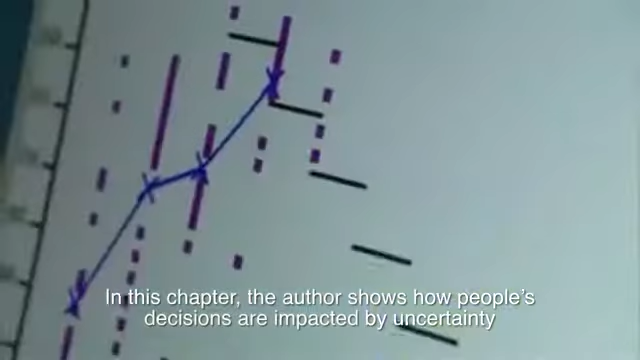 In this chapter, the author shows how people's
decisions are impacted by uncertainty